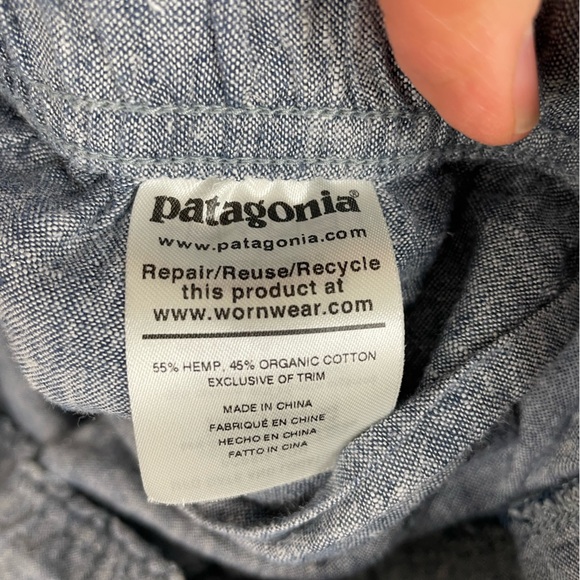 patagonia®
www.patagonia.com
Repair/Reuse/Recycle
this product at
www.wornwear.com
55% HEMP, 45% ORGANIC COTTON
EXCLUSIVE OF TRIM
MADE IN CHINA
FABRIQUÉ EN CHINE
HECHO EN CHINA
FATTO IN CINA